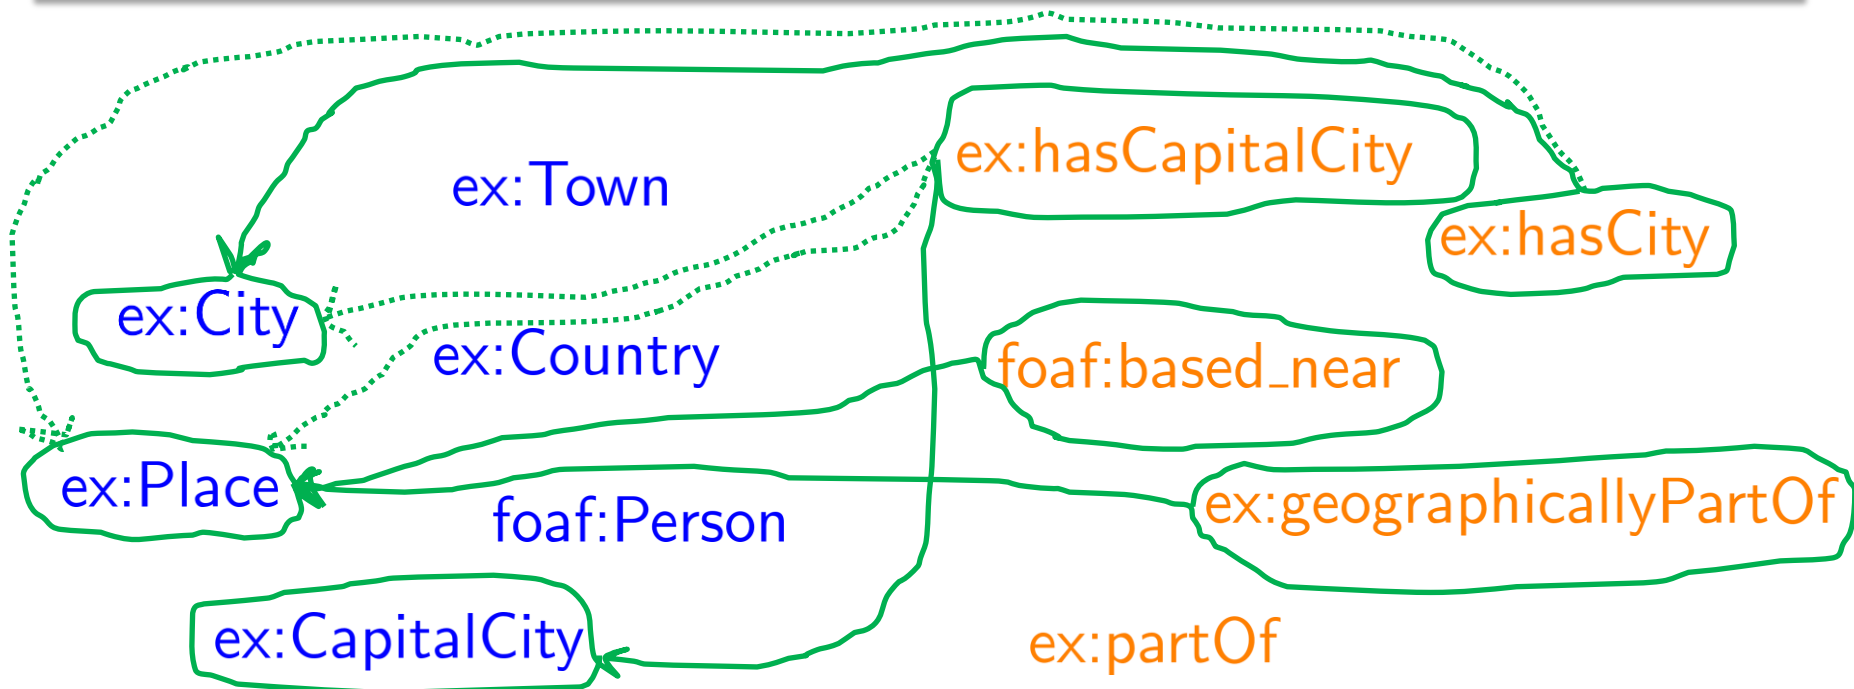 ex:hasCapitalCity
ex:Town
ex:hasCity
ex:City
ex:Country
foaf:based_near
ex:Place
ex:geographicallyPartOf
foaf:Person
ex:CapitalCity
ex:partOf